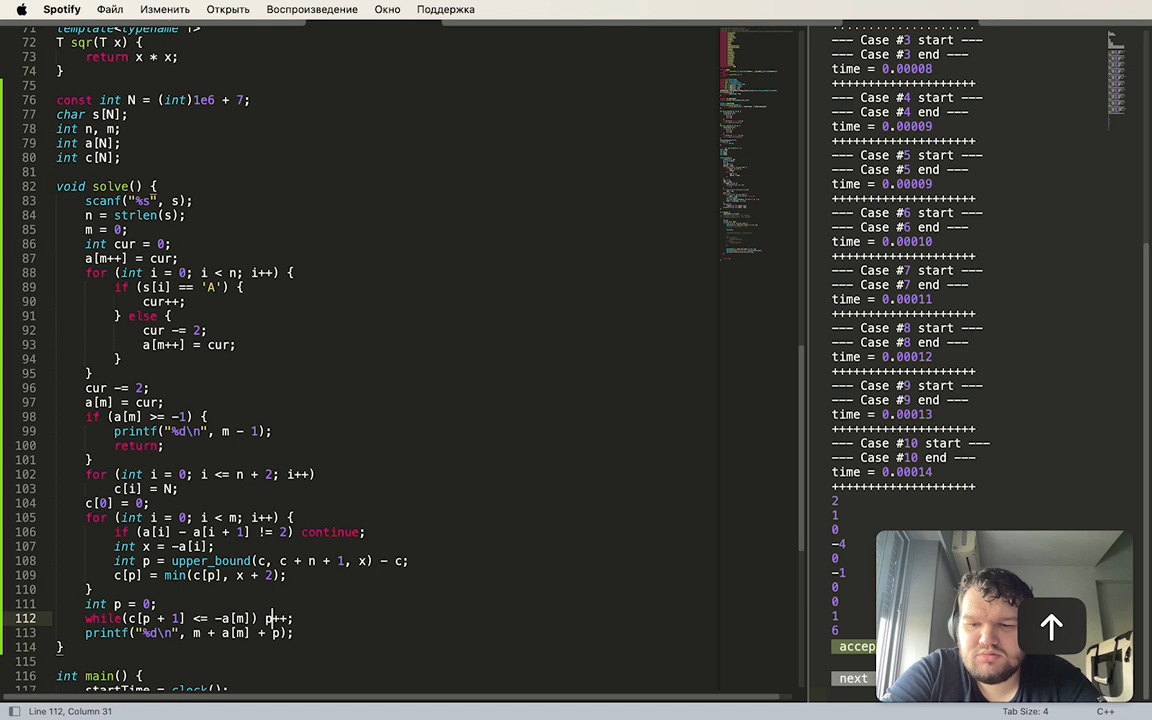 Spotify Файл Изменить Открыть Воспроизведение Окно Поддержка
71 template<typename T>
72 T sqr(T x) {
73     return x * x;
74 }
75
76 const int N = (int)1e6 + 7;
77 char s[N];
78 int n, m;
79 int a[N];
80 int c[N];
81
82 void solve() {
83     scanf("%s", s);
84     n = strlen(s);
85     m = 0;
86     int cur = 0;
87     a[m++] = cur;
88     for (int i = 0; i < n; i++) {
89         if (s[i] == 'A') {
90             cur++;
91         } else {
92             cur -= 2;
93             a[m++] = cur;
94         }
95     }
96     cur -= 2;
97     a[m] = cur;
98     if (a[m] >= -1) {
99         printf("%d\n", m - 1);
100         return;
101     }
102     for (int i = 0; i <= n + 2; i++)
103         c[i] = N;
104     c[0] = 0;
105     for (int i = 0; i < m; i++) {
106         if (a[i] - a[i + 1] != 2) continue;
107         int x = -a[i];
108         int p = upper_bound(c, c + n + 1, x) - c;
109         c[p] = min(c[p], x + 2);
110     }
111     int p = 0;
112     while(c[p + 1] <= -a[m]) p++;
113     printf("%d\n", m + a[m] + p);
114 }
115
116 int main() {
117     startTime = clock();
--- Case #3 start ---
--- Case #3 end ---
time = 0.00008
++++++++++++++++++++
--- Case #4 start ---
--- Case #4 end ---
time = 0.00009
++++++++++++++++++++
--- Case #5 start ---
--- Case #5 end ---
time = 0.00009
++++++++++++++++++++
--- Case #6 start ---
--- Case #6 end ---
time = 0.00010
++++++++++++++++++++
--- Case #7 start ---
--- Case #7 end ---
time = 0.00011
++++++++++++++++++++
--- Case #8 start ---
--- Case #8 end ---
time = 0.00012
++++++++++++++++++++
--- Case #9 start ---
--- Case #9 end ---
time = 0.00013
++++++++++++++++++++
--- Case #10 start ---
--- Case #10 end ---
time = 0.00014
++++++++++++++++++++
2
1
0
-4
0
-1
0
0
1
6
accep
next
Line 112, Column 31
Tab Size: 4 C++